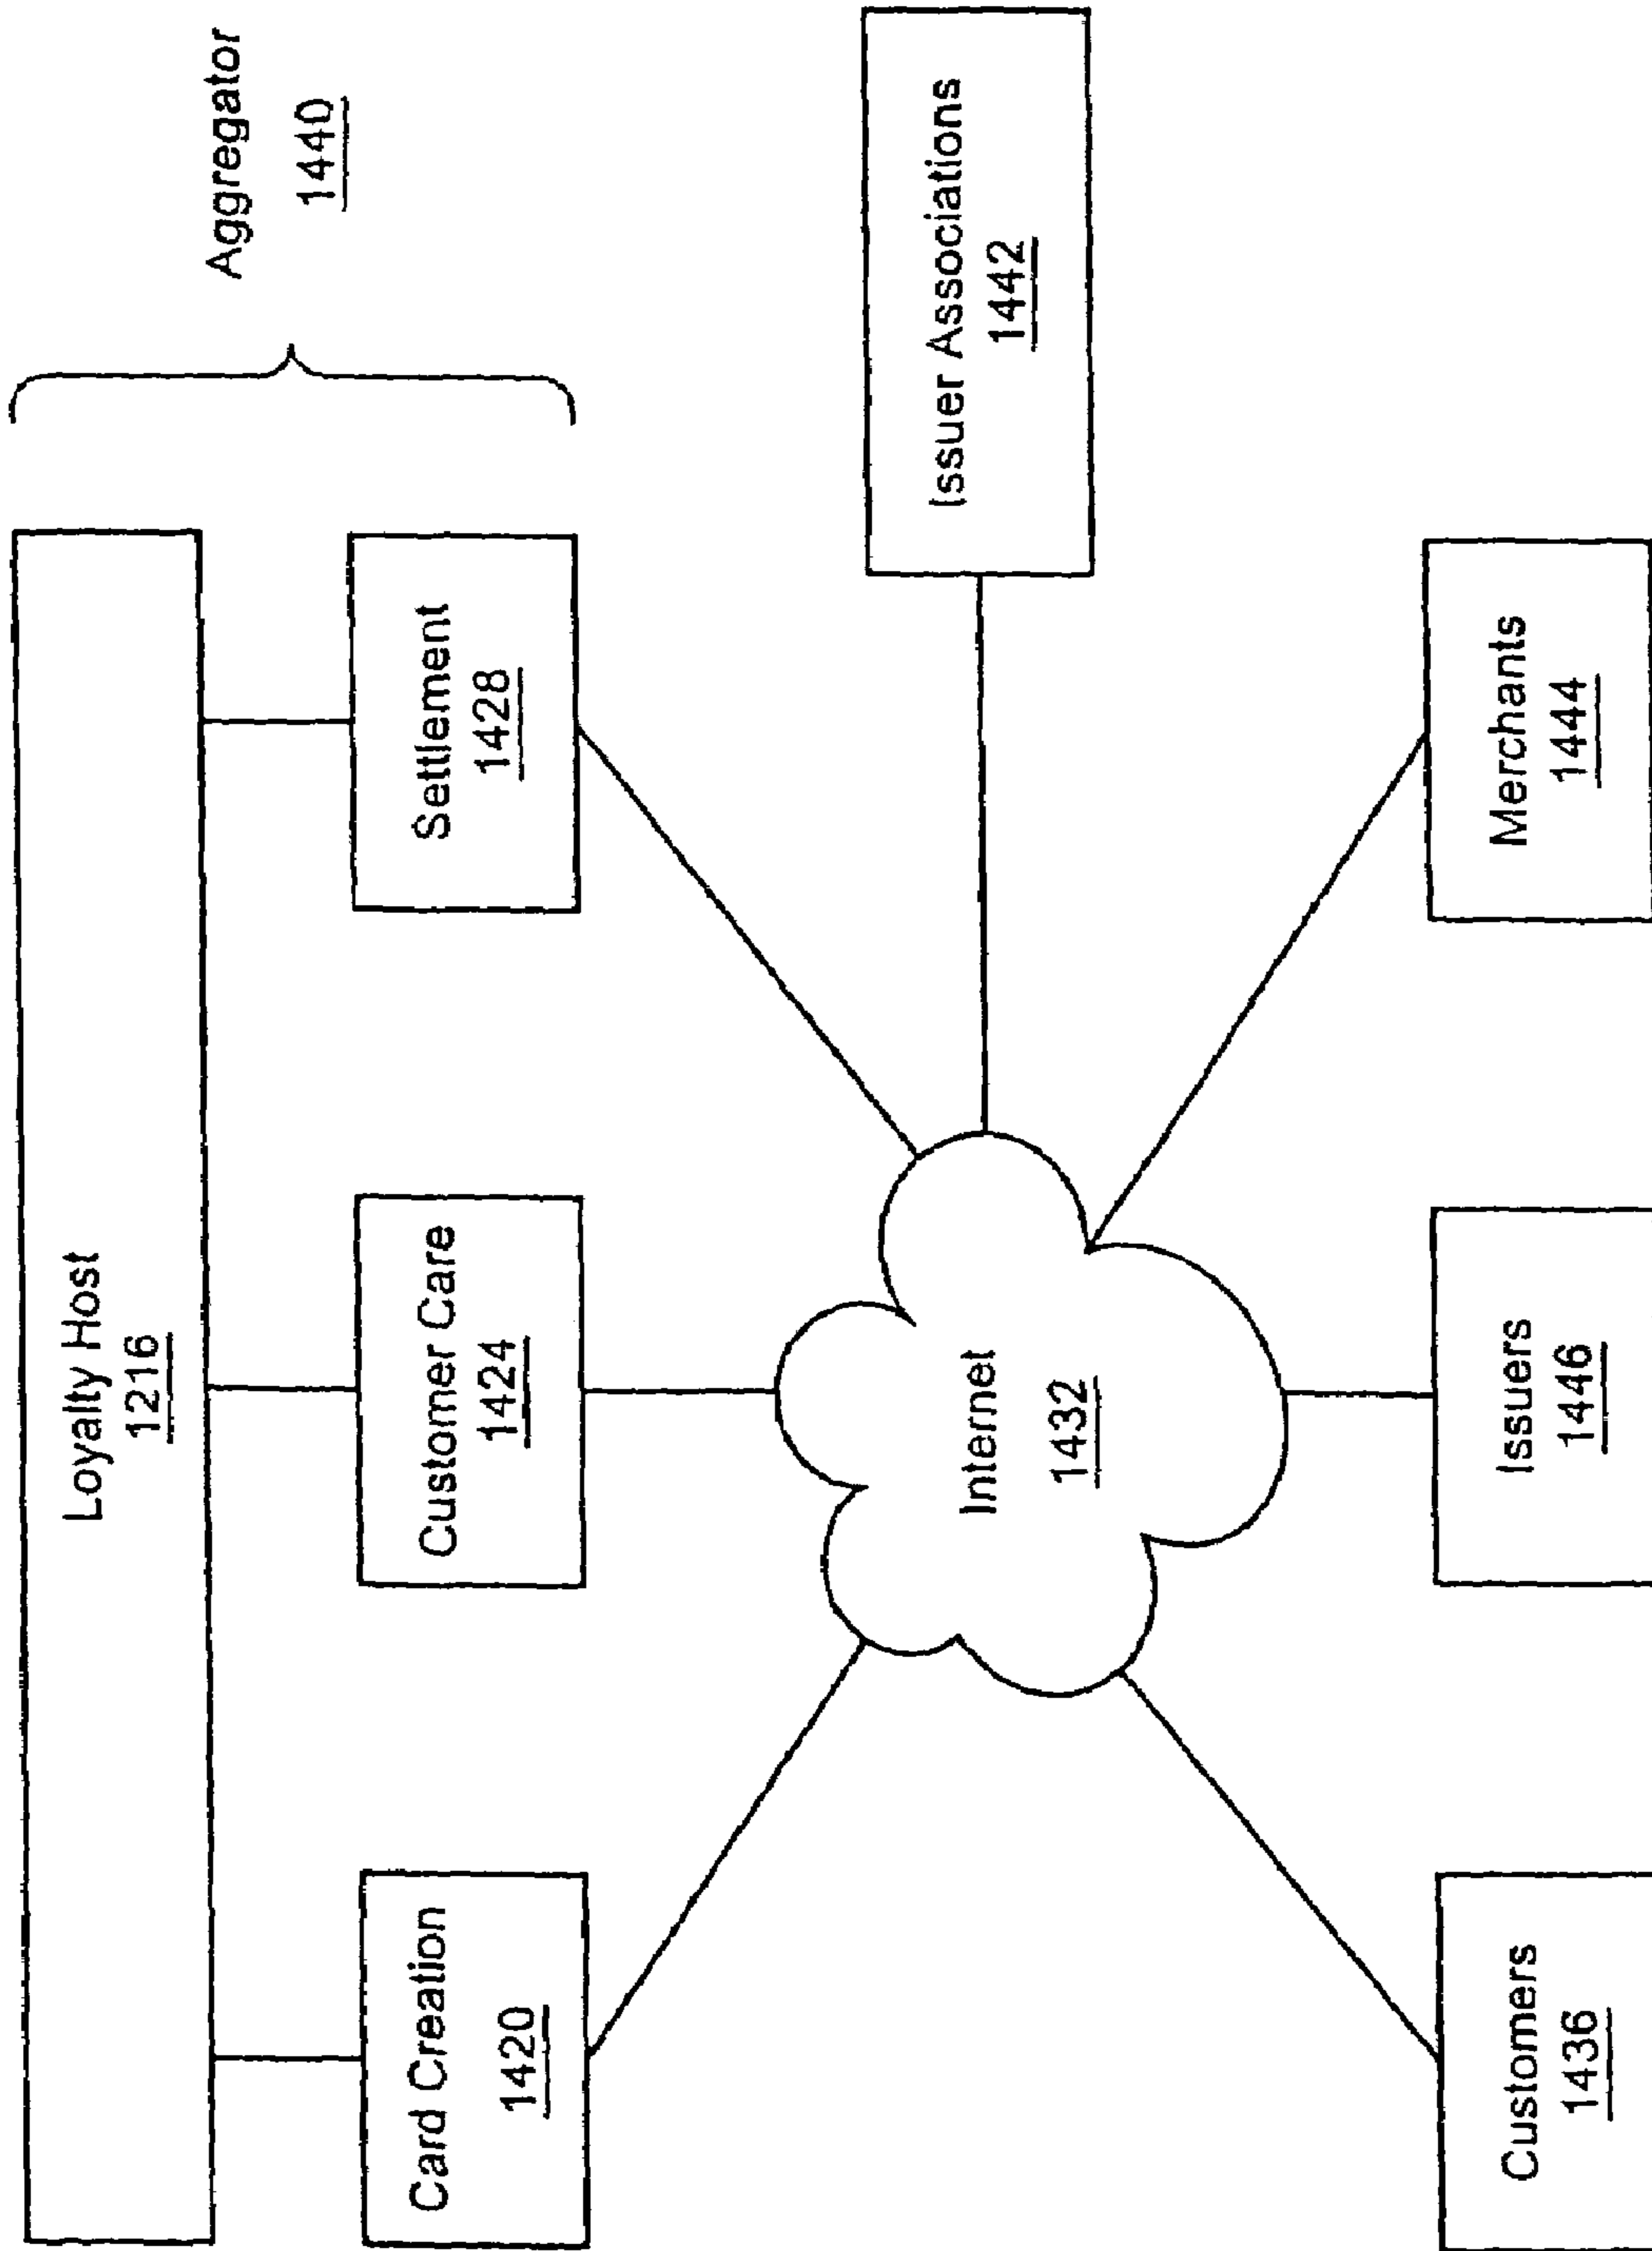 Loyalty Host
1216
Aggregator
1440
Card Creation
1420
Customer Care
1424
Settlement
1428
Internet
1432
Issuer Associations
1442
Customers
1436
Issuers
1446
Merchants
1444